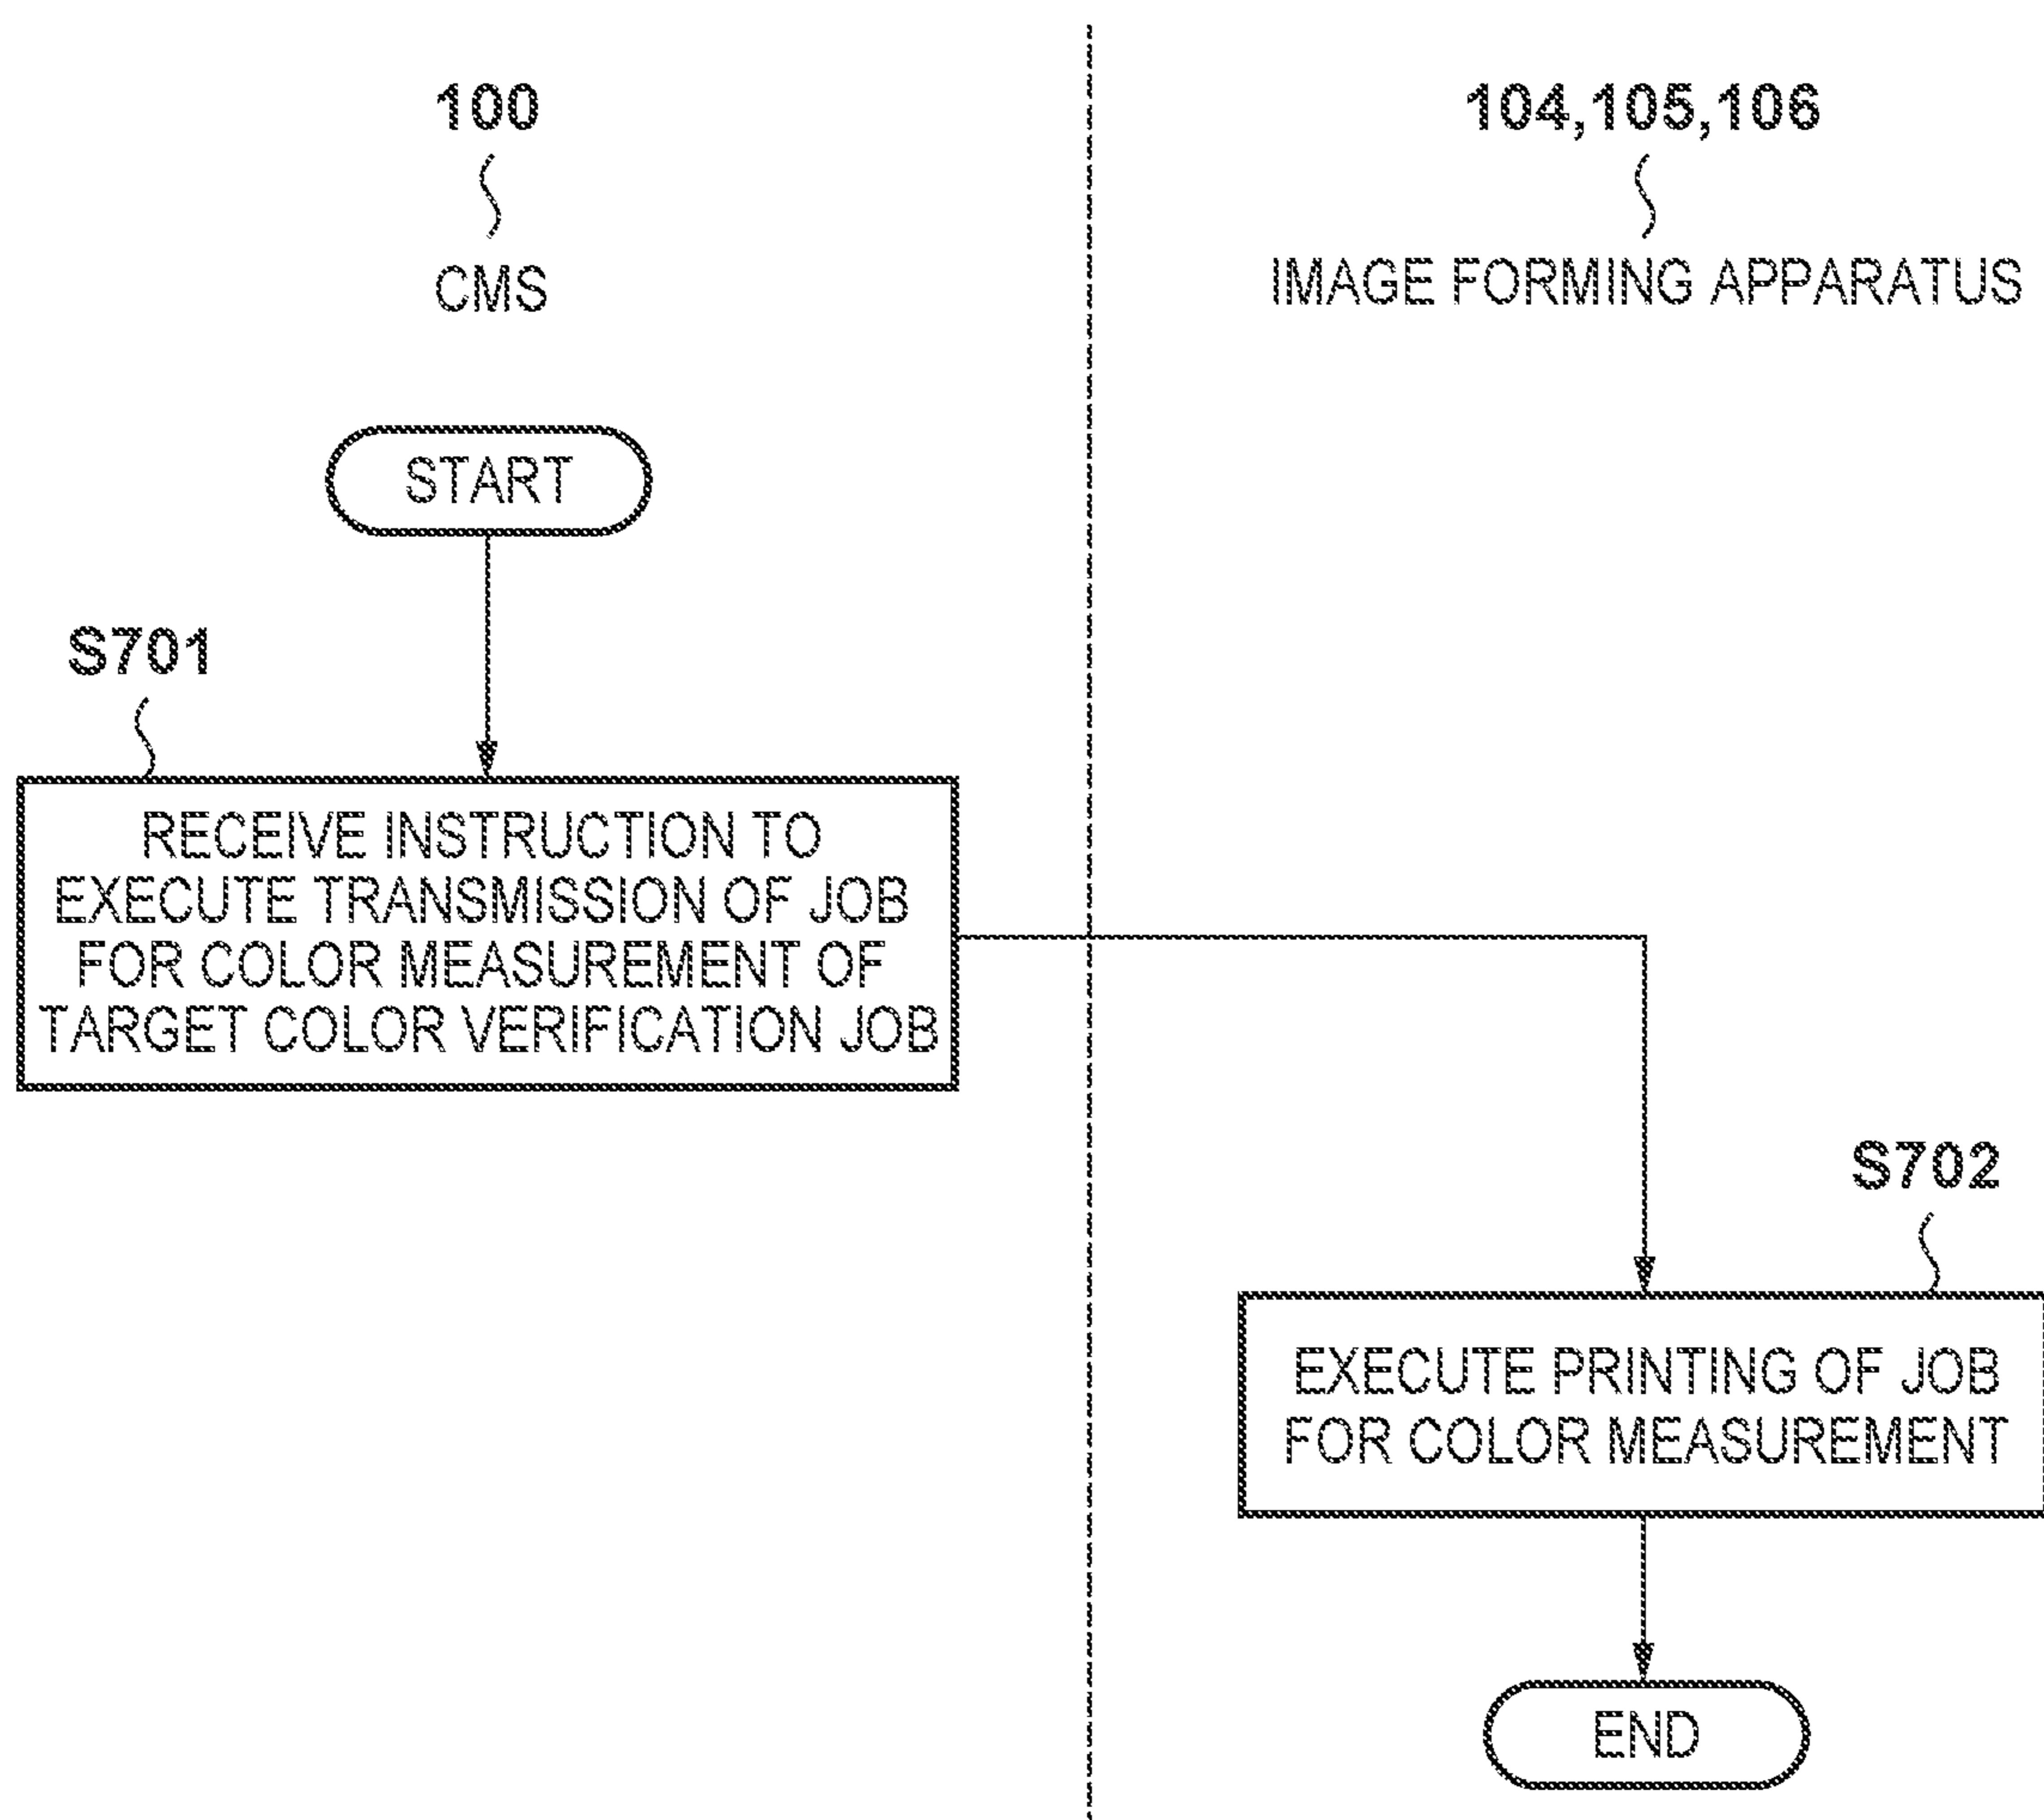 100
CMS
104,105,106
IMAGE FORMING APPARATUS
START
S701
RECEIVE INSTRUCTION TO
EXECUTE TRANSMISSION OF JOB
FOR COLOR MEASUREMENT OF
TARGET COLOR VERIFICATION JOB
S702
EXECUTE PRINTING OF JOB
FOR COLOR MEASUREMENT
END